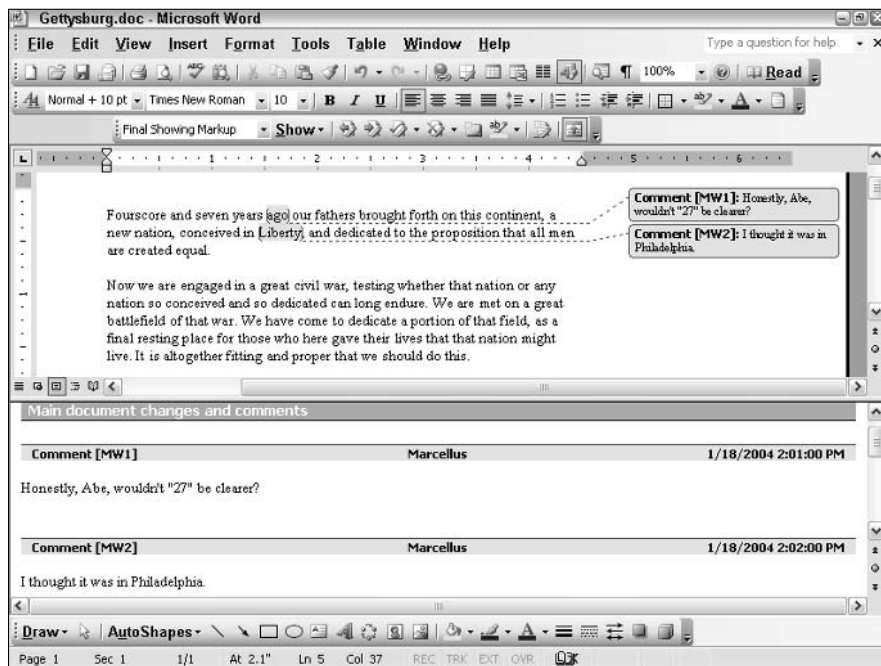 Gettysburg.doc - Microsoft Word
File Edit View Insert Format Tools Table Window Help Type a question for help
100% Read
Normal + 10 pt Times New Roman 10 B I U
Final Showing Markup Show
1 2 3 4 5 6
Fourscore and seven years ago our fathers brought forth on this continent, a
new nation, conceived in Liberty, and dedicated to the proposition that all men
are created equal.
Comment [MW1]: Honestly, Abe,
wouldn't "27" be clearer?
Comment [MW2]: I thought it was in
Philadelphia.
Now we are engaged in a great civil war, testing whether that nation or any
nation so conceived and so dedicated can long endure. We are met on a great
battlefield of that war. We have come to dedicate a portion of that field, as a
final resting place for those who here gave their lives that that nation might
live. It is altogether fitting and proper that we should do this.
Main document changes and comments
Comment [MW1] Marcellus 1/18/2004 2:01:00 PM
Honestly, Abe, wouldn't "27" be clearer?
Comment [MW2] Marcellus 1/18/2004 2:02:00 PM
I thought it was in Philadelphia.
Draw AutoShapes
Page 1 Sec 1 1/1 At 2.1" Ln 5 Col 37 REC TRK EXT OVR